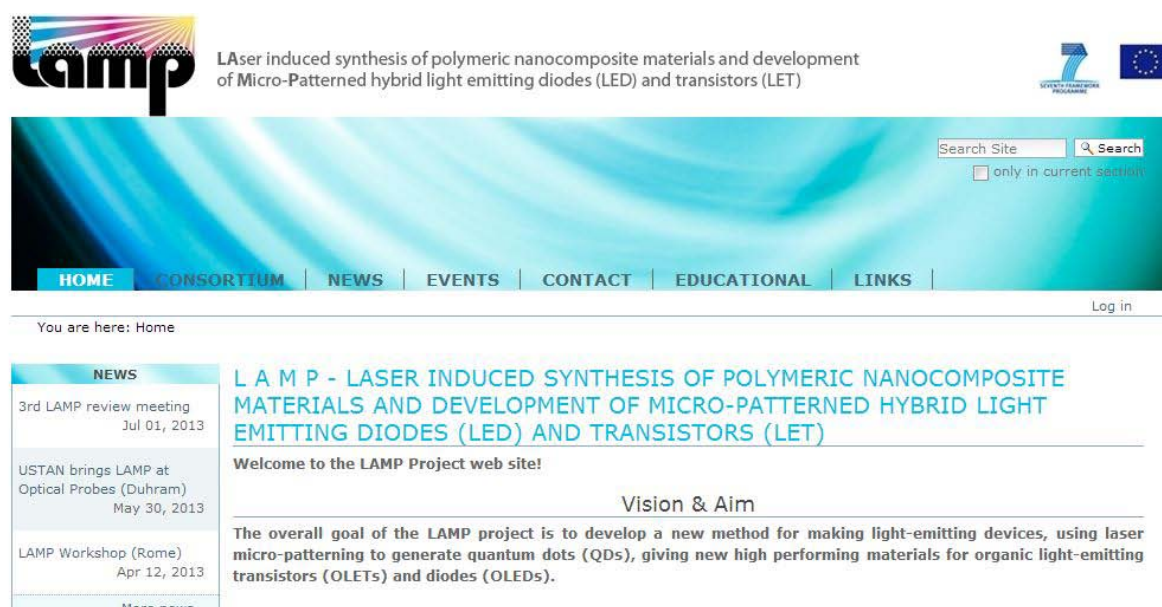 Lamp
LAser induced synthesis of polymeric nanocomposite materials and development
of Micro-Patterned hybrid light emitting diodes (LED) and transistors (LET)
7
SEVENTH FRAMEWORK
PROGRAMME
Search Site
Search
only in current section
HOME CONSORTIUM NEWS EVENTS CONTACT EDUCATIONAL LINKS
Log in
You are here: Home
NEWS
3rd LAMP review meeting
Jul 01, 2013
USTAN brings LAMP at
Optical Probes (Duhram)
May 30, 2013
LAMP Workshop (Rome)
Apr 12, 2013
More news
L A M P - LASER INDUCED SYNTHESIS OF POLYMERIC NANOCOMPOSITE
MATERIALS AND DEVELOPMENT OF MICRO-PATTERNED HYBRID LIGHT
EMITTING DIODES (LED) AND TRANSISTORS (LET)
Welcome to the LAMP Project web site!
Vision & Aim
The overall goal of the LAMP project is to develop a new method for making light-emitting devices, using laser
micro-patterning to generate quantum dots (QDs), giving new high performing materials for organic light-emitting
transistors (OLETs) and diodes (OLEDs).